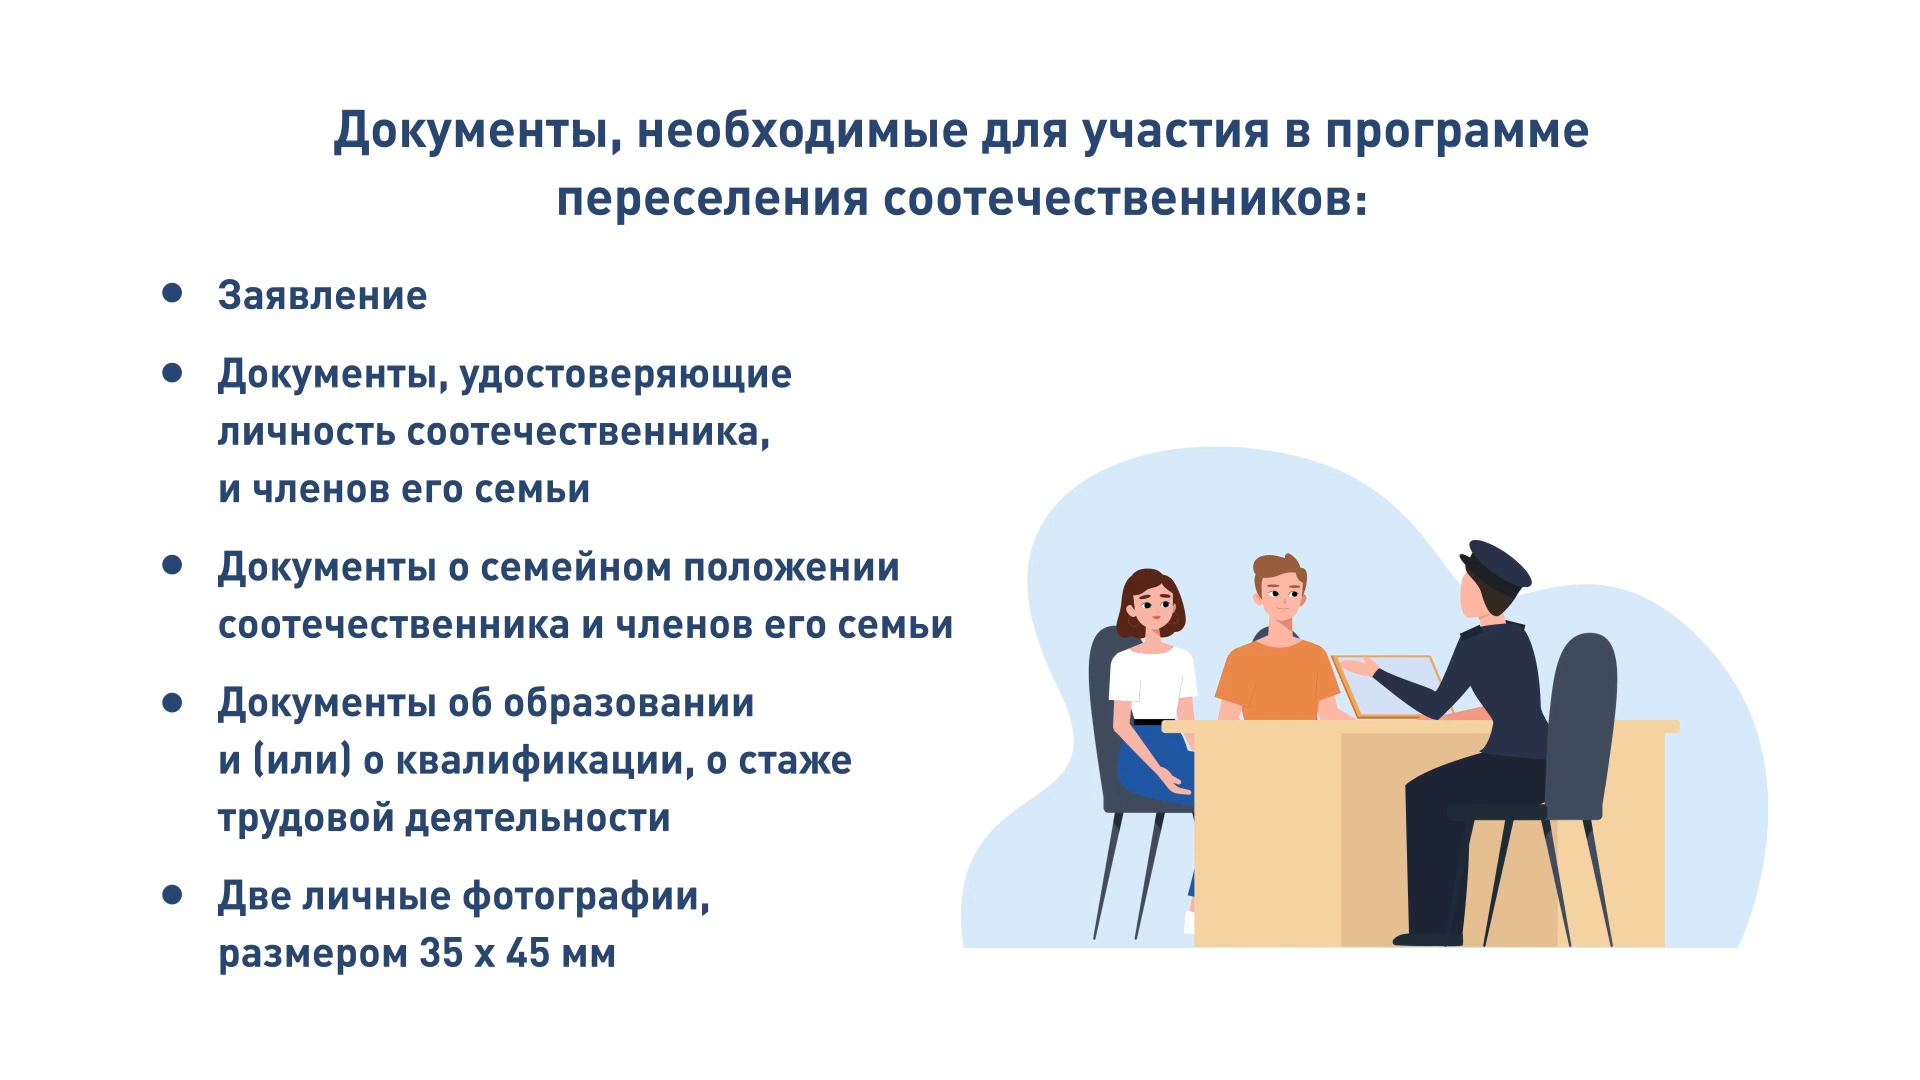 Документы, необходимые для участия в программе
переселения соотечественников:
● Заявление
● Документы, удостоверяющие
личность соотечественника,
и членов его семьи
● Документы о семейном положении
соотечественника и членов его семьи
● Документы об образовании
и (или) о квалификации, о стаже
трудовой деятельности
● Две личные фотографии,
размером 35 х 45 мм